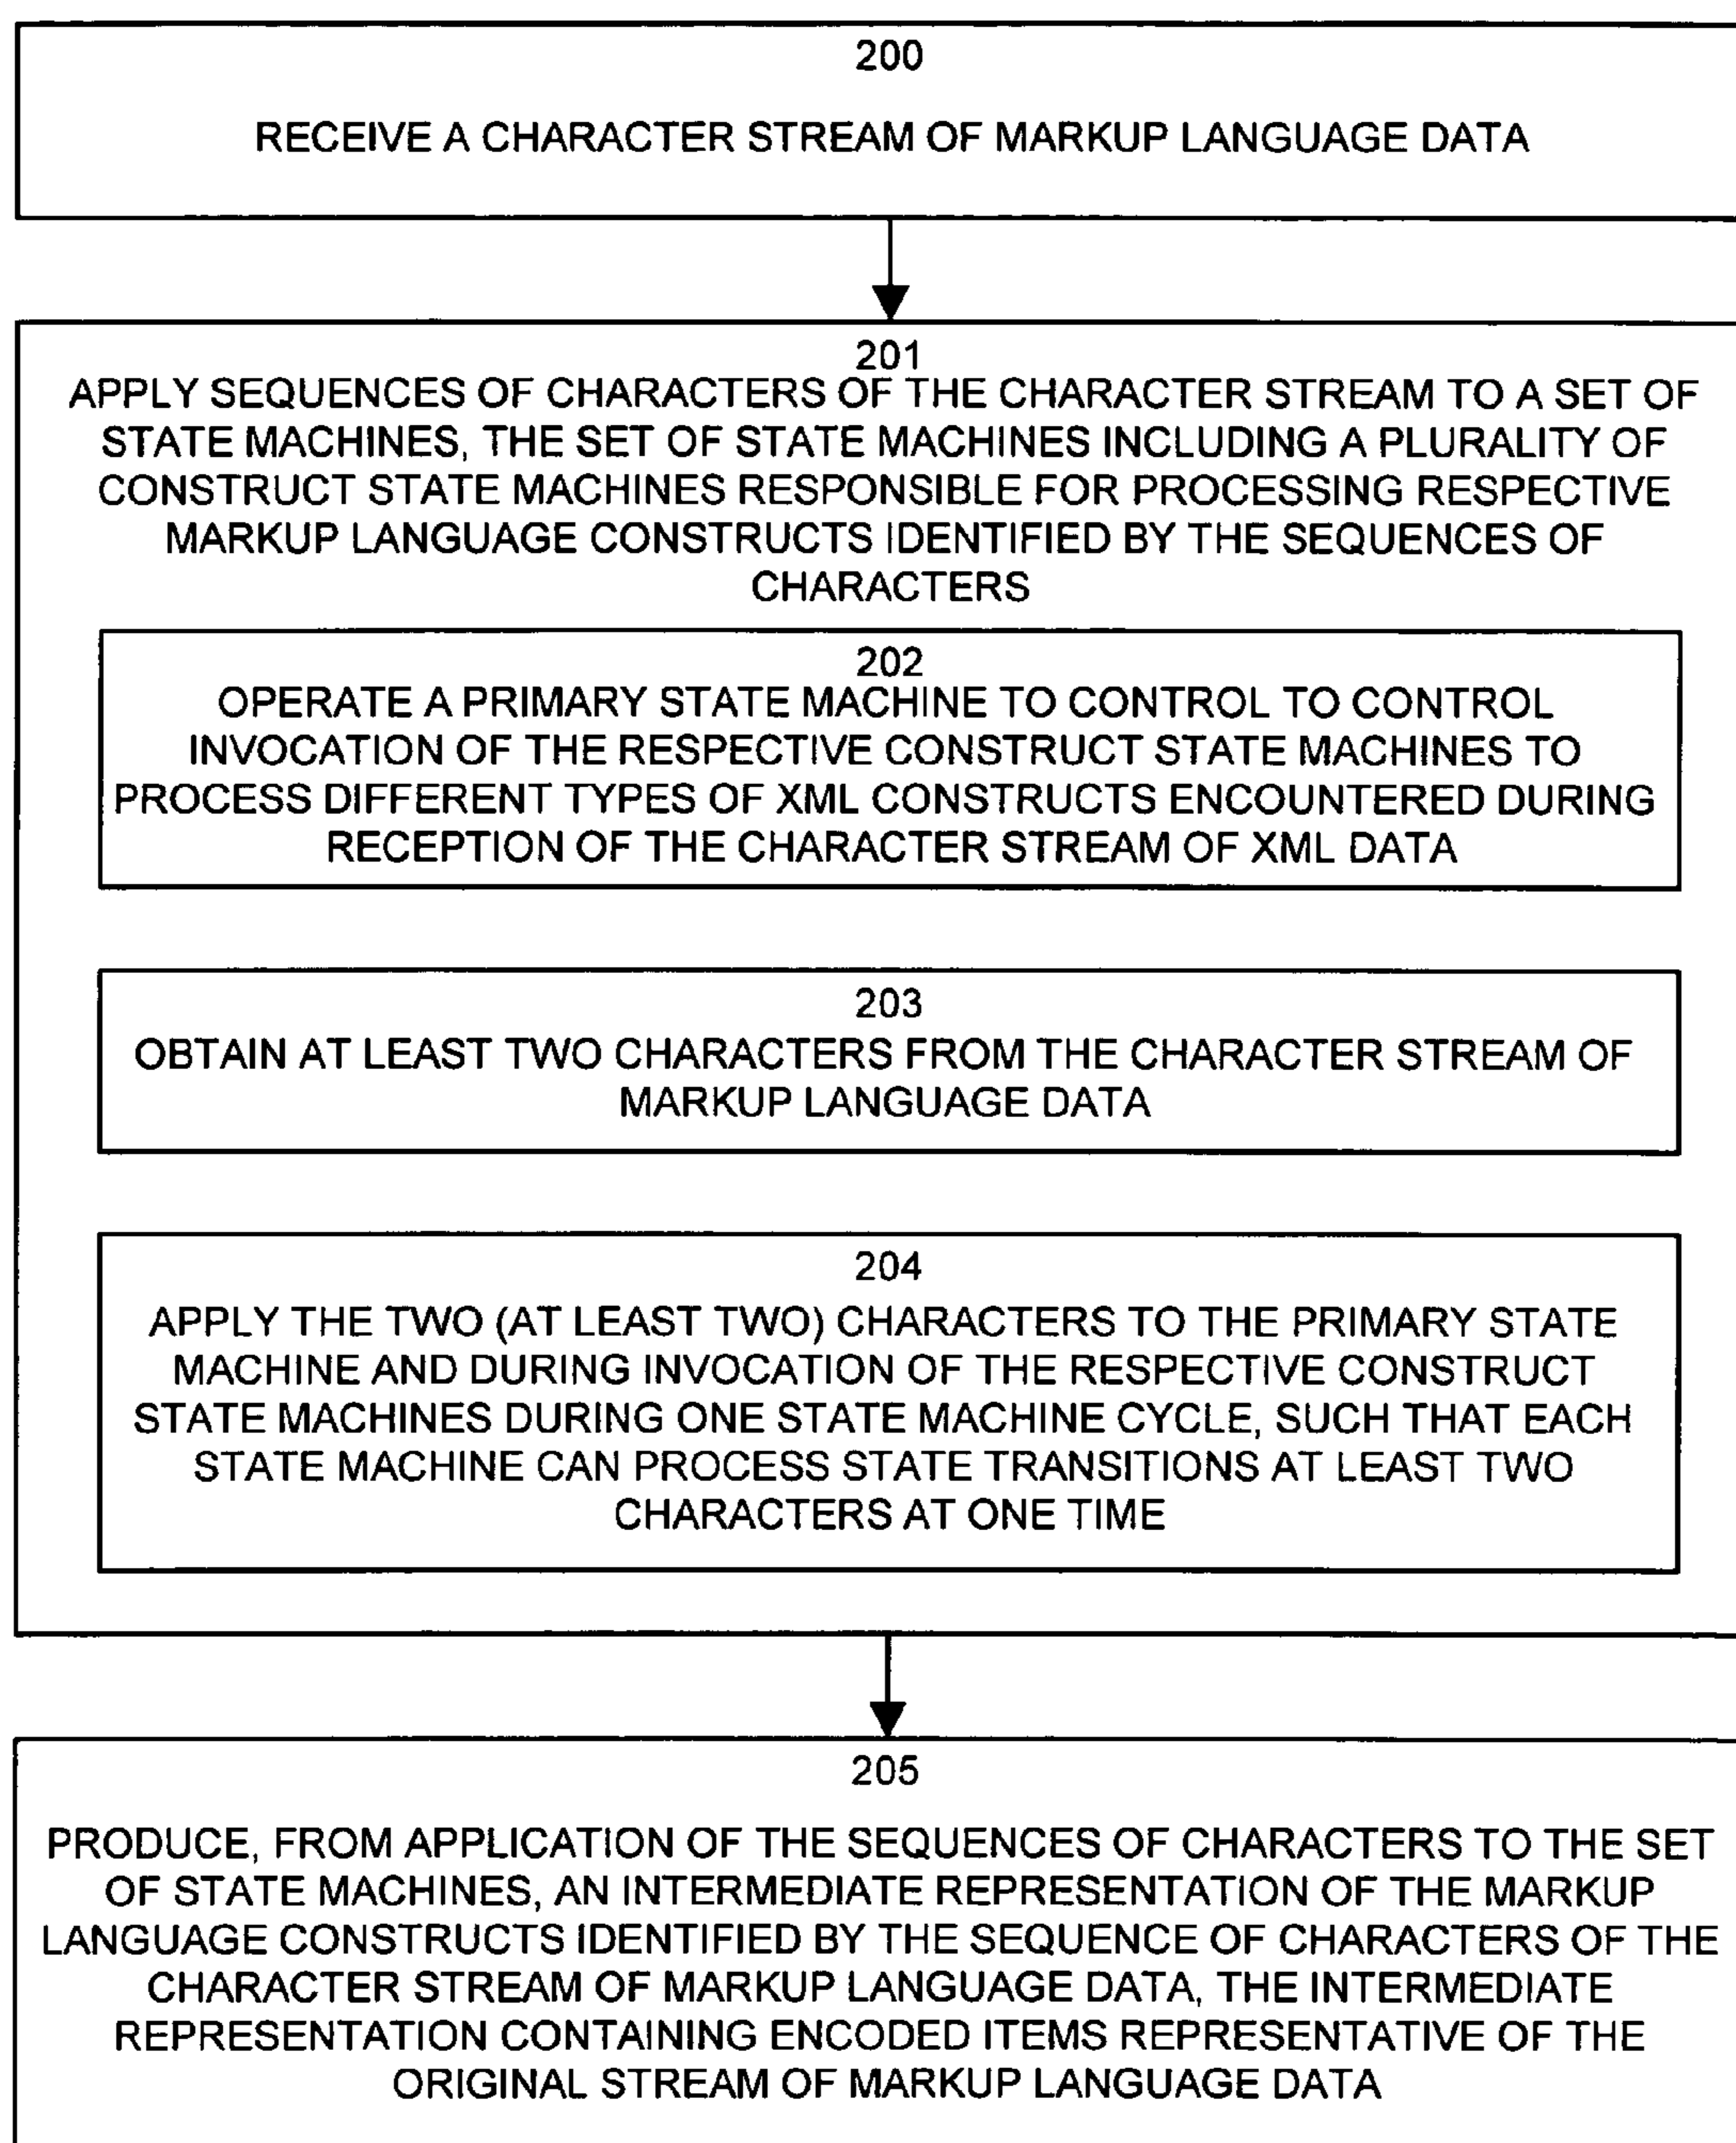 200
RECEIVE A CHARACTER STREAM OF MARKUP LANGUAGE DATA
201
APPLY SEQUENCES OF CHARACTERS OF THE CHARACTER STREAM TO A SET OF
STATE MACHINES, THE SET OF STATE MACHINES INCLUDING A PLURALITY OF
CONSTRUCT STATE MACHINES RESPONSIBLE FOR PROCESSING RESPECTIVE
MARKUP LANGUAGE CONSTRUCTS IDENTIFIED BY THE SEQUENCES OF
CHARACTERS
202
OPERATE A PRIMARY STATE MACHINE TO CONTROL TO CONTROL
INVOCATION OF THE RESPECTIVE CONSTRUCT STATE MACHINES TO
PROCESS DIFFERENT TYPES OF XML CONSTRUCTS ENCOUNTERED DURING
RECEPTION OF THE CHARACTER STREAM OF XML DATA
203
OBTAIN AT LEAST TWO CHARACTERS FROM THE CHARACTER STREAM OF
MARKUP LANGUAGE DATA
204
APPLY THE TWO (AT LEAST TWO) CHARACTERS TO THE PRIMARY STATE
MACHINE AND DURING INVOCATION OF THE RESPECTIVE CONSTRUCT
STATE MACHINES DURING ONE STATE MACHINE CYCLE, SUCH THAT EACH
STATE MACHINE CAN PROCESS STATE TRANSITIONS AT LEAST TWO
CHARACTERS AT ONE TIME
205
PRODUCE, FROM APPLICATION OF THE SEQUENCES OF CHARACTERS TO THE SET
OF STATE MACHINES, AN INTERMEDIATE REPRESENTATION OF THE MARKUP
LANGUAGE CONSTRUCTS IDENTIFIED BY THE SEQUENCE OF CHARACTERS OF THE
CHARACTER STREAM OF MARKUP LANGUAGE DATA, THE INTERMEDIATE
REPRESENTATION CONTAINING ENCODED ITEMS REPRESENTATIVE OF THE
ORIGINAL STREAM OF MARKUP LANGUAGE DATA